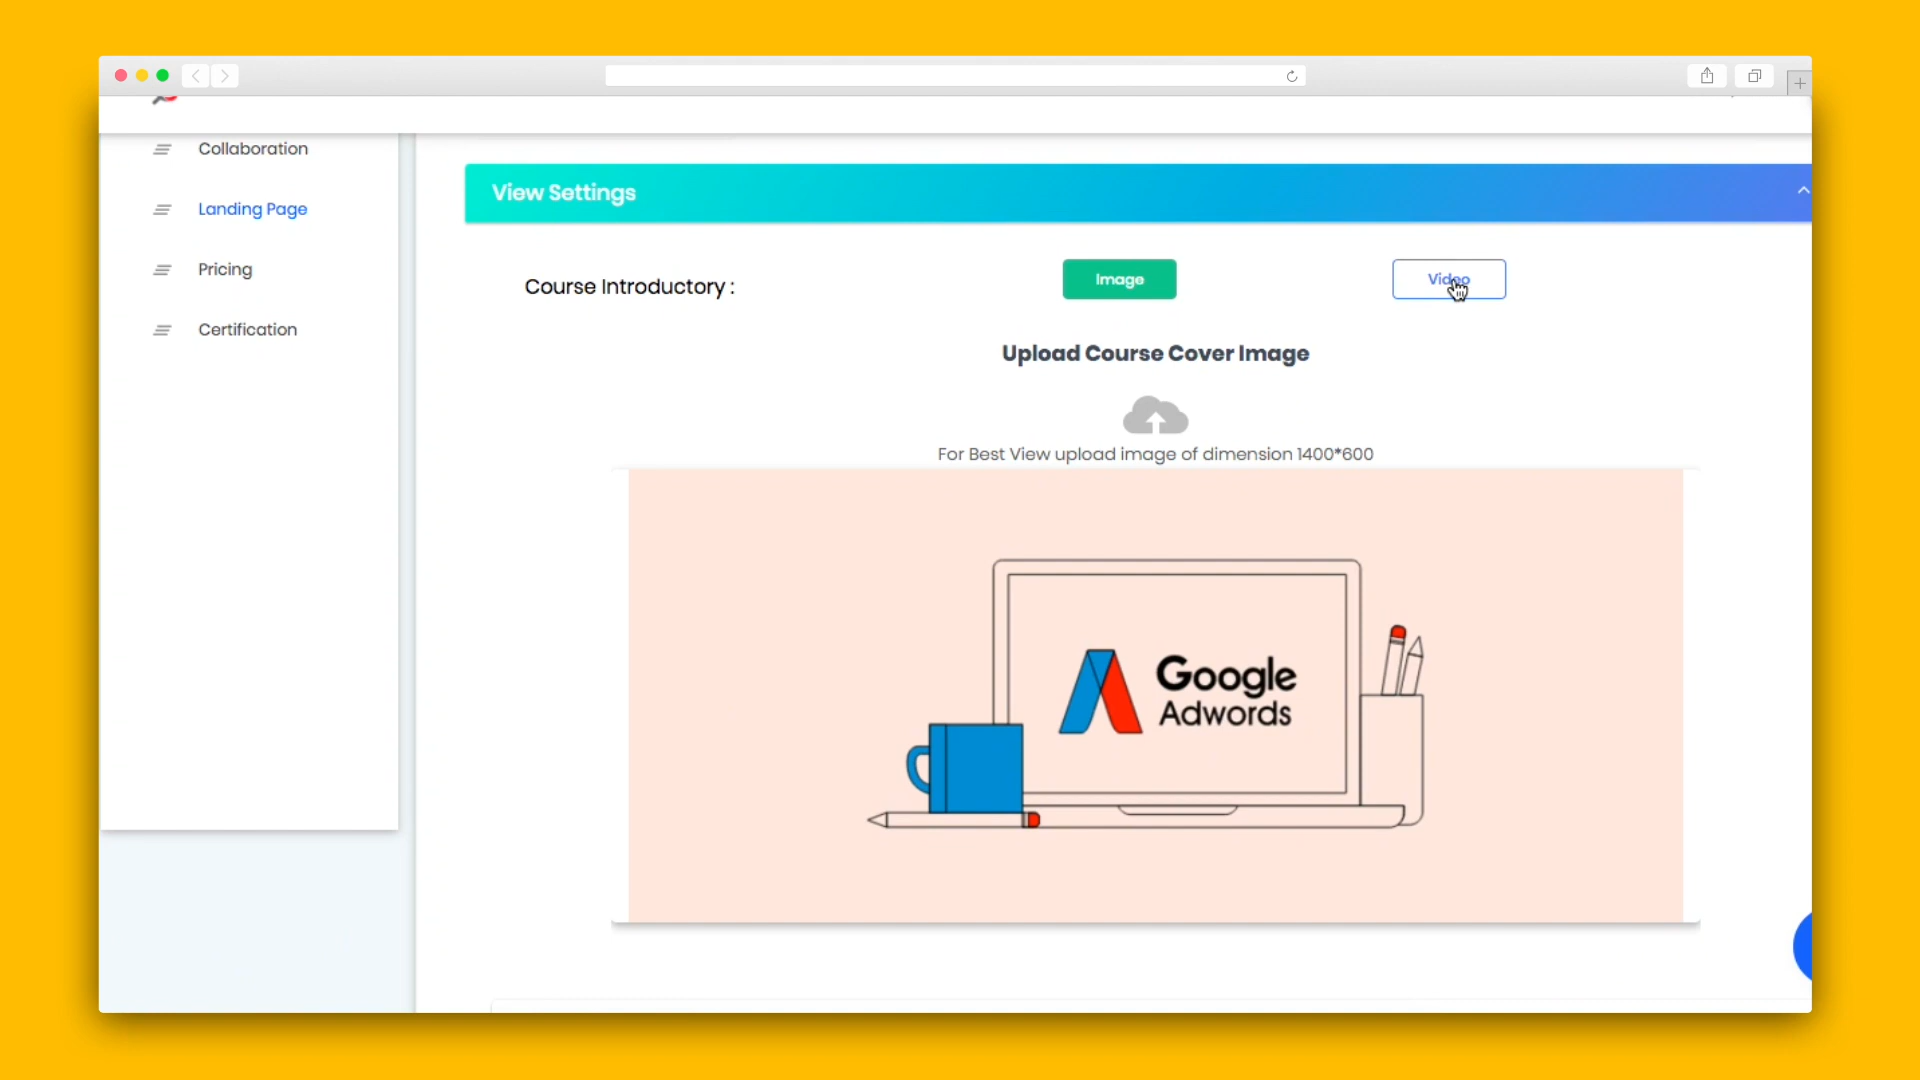 Collaboration
Landing Page
Pricing
Certification
View Settings
Course Introductory :
Image
Video
Upload Course Cover Image
For Best View upload image of dimension 1400*600
Google
Adwords